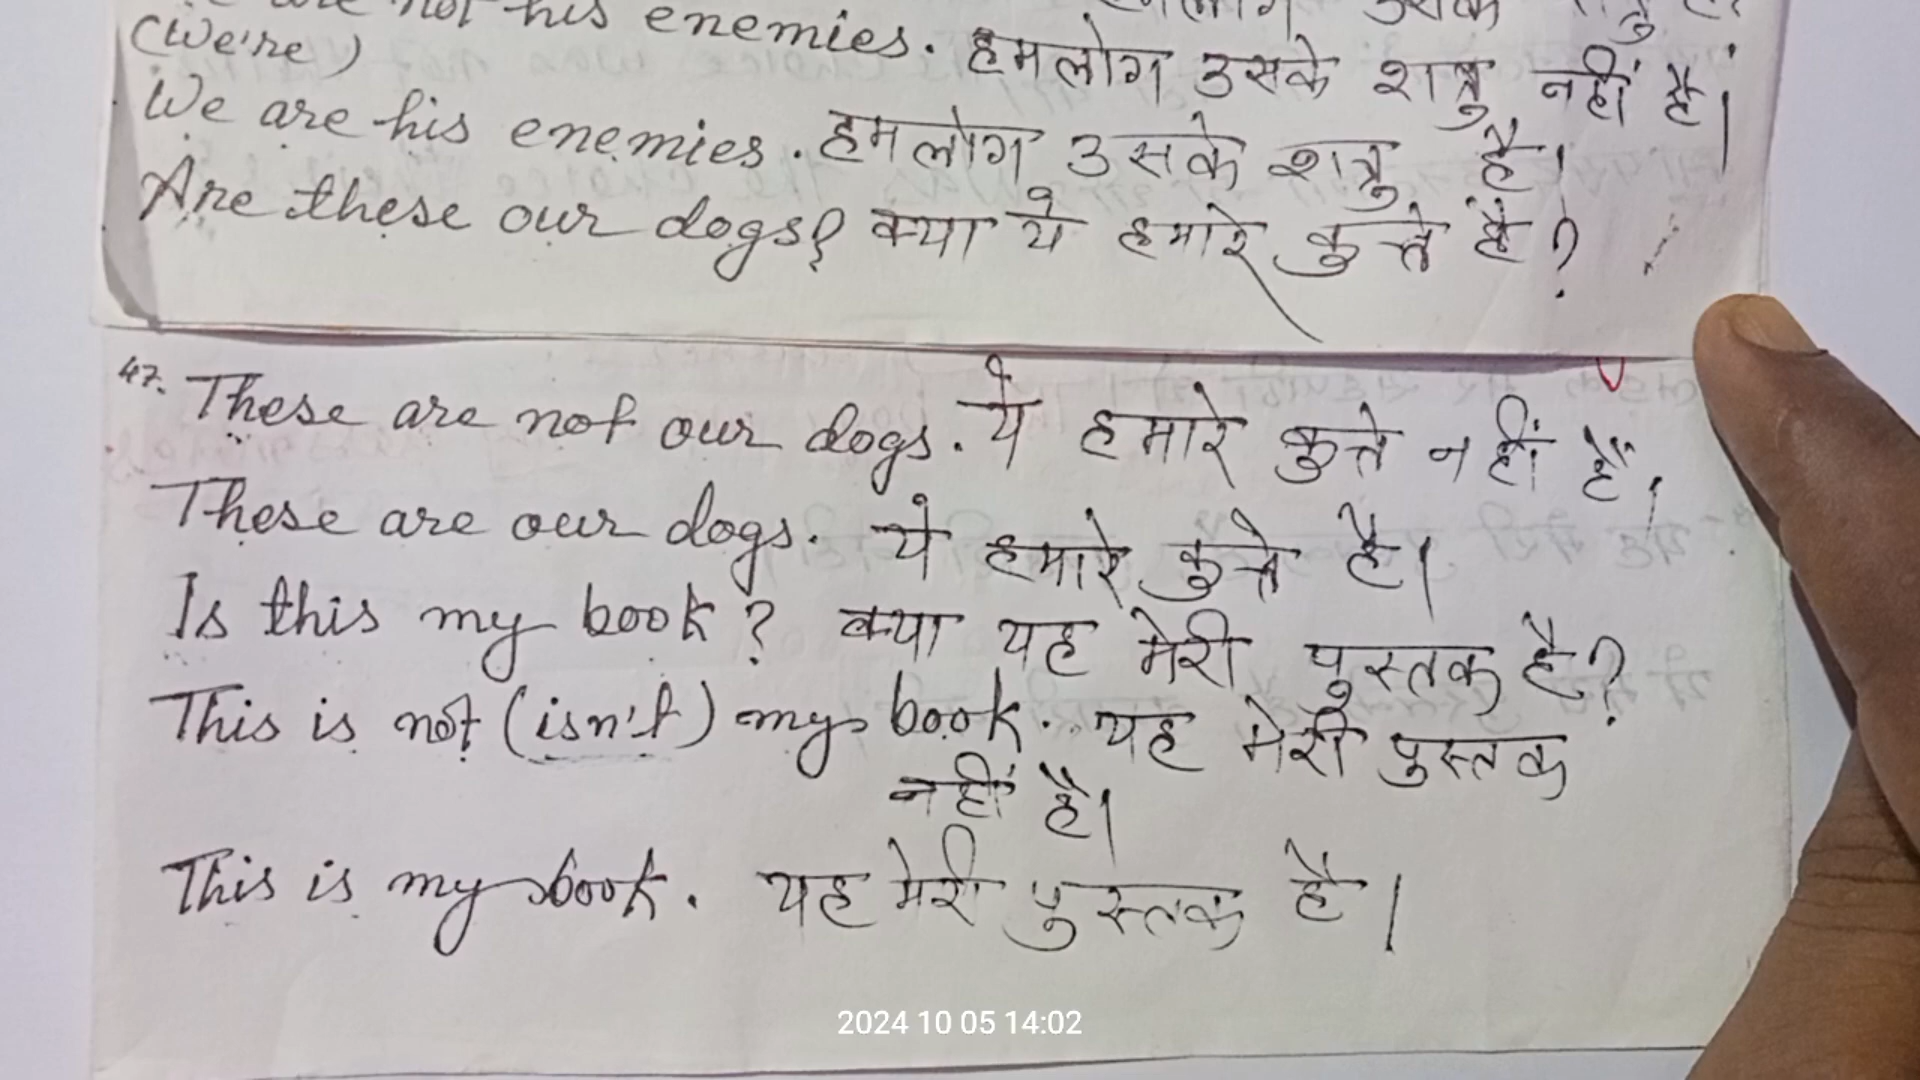 are not his enemies. हमलोग उसके शत्रु नहीं हैं।
(We're)
We are his enemies. हमलोग उसके शत्रु हैं।
Are these our dogs? क्या ये हमारे कुत्ते हैं?
47. These are not our dogs. ये हमारे कुत्ते नहीं हैं।
These are our dogs. ये हमारे कुत्ते हैं।
Is this my book? क्या यह मेरी पुस्तक है?
This is not (isn't) my book. यह मेरी पुस्तक
नहीं है।
This is my book. यह मेरी पुस्तक है।
2024 10 05 14:02